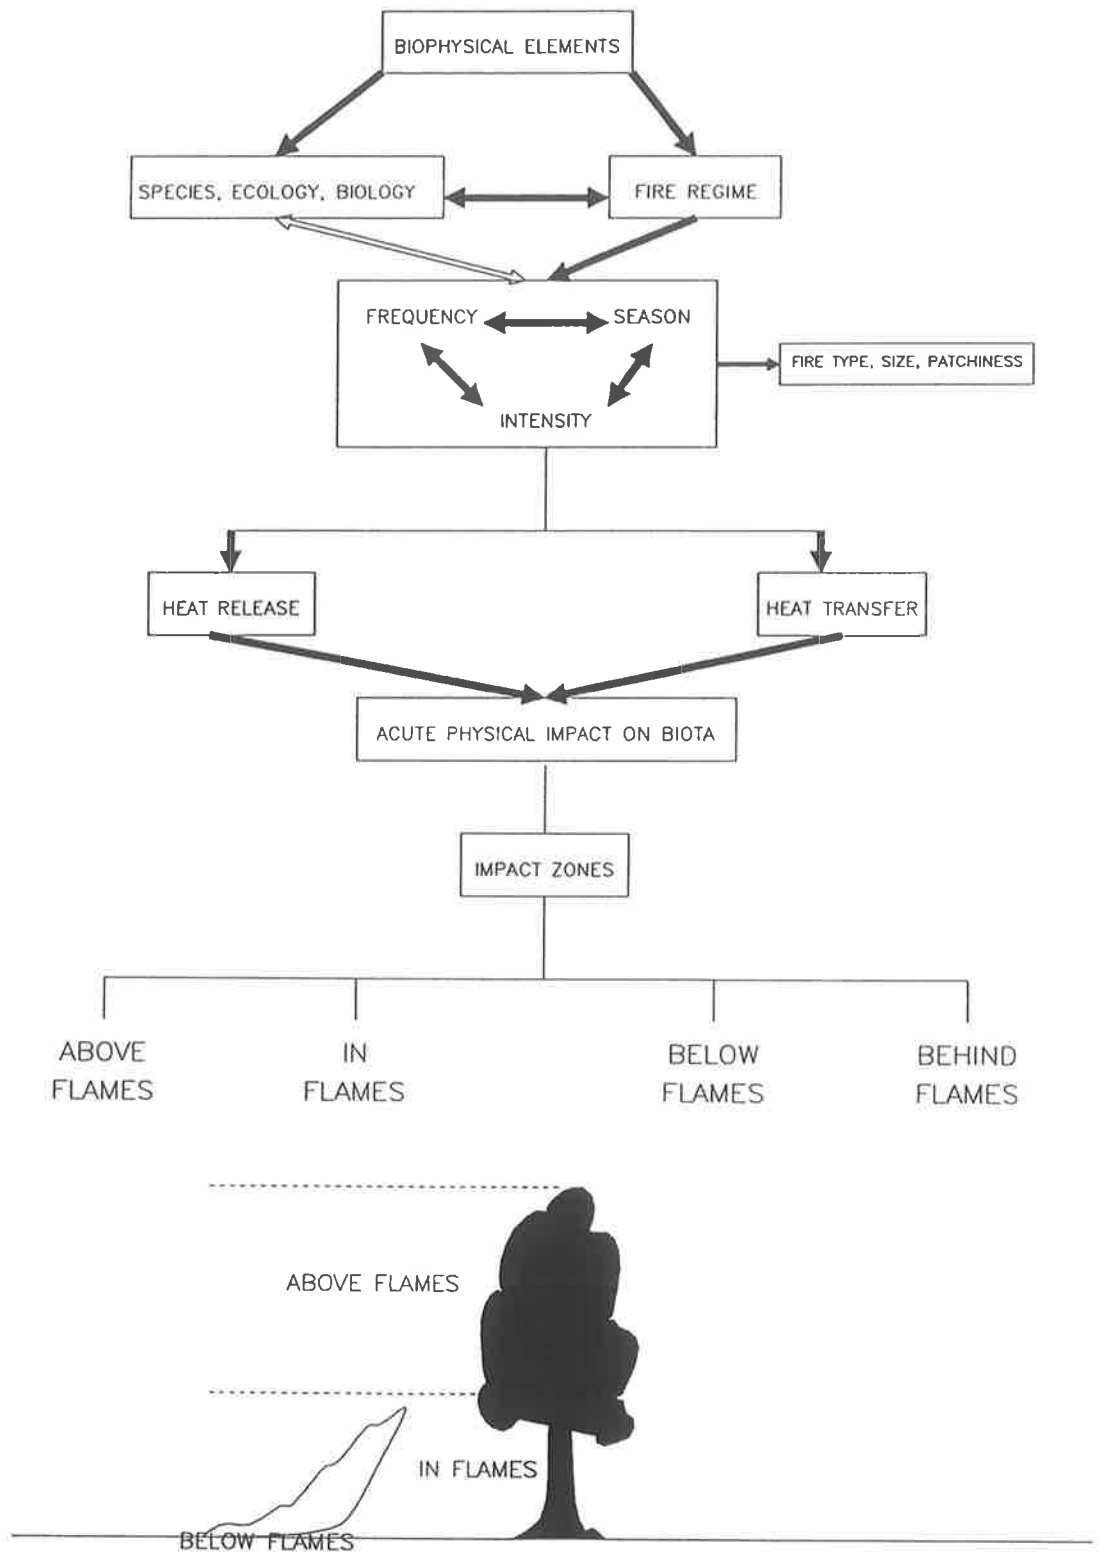 BIOPHYSICAL ELEMENTS
SPECIES, ECOLOGY, BIOLOGY
FIRE REGIME
FREQUENCY
SEASON
INTENSITY
FIRE TYPE, SIZE, PATCHINESS
HEAT RELEASE
HEAT TRANSFER
ACUTE PHYSICAL IMPACT ON BIOTA
IMPACT ZONES
ABOVE
FLAMES
IN
FLAMES
BELOW
FLAMES
BEHIND
FLAMES
ABOVE FLAMES
IN FLAMES
BELOW FLAMES